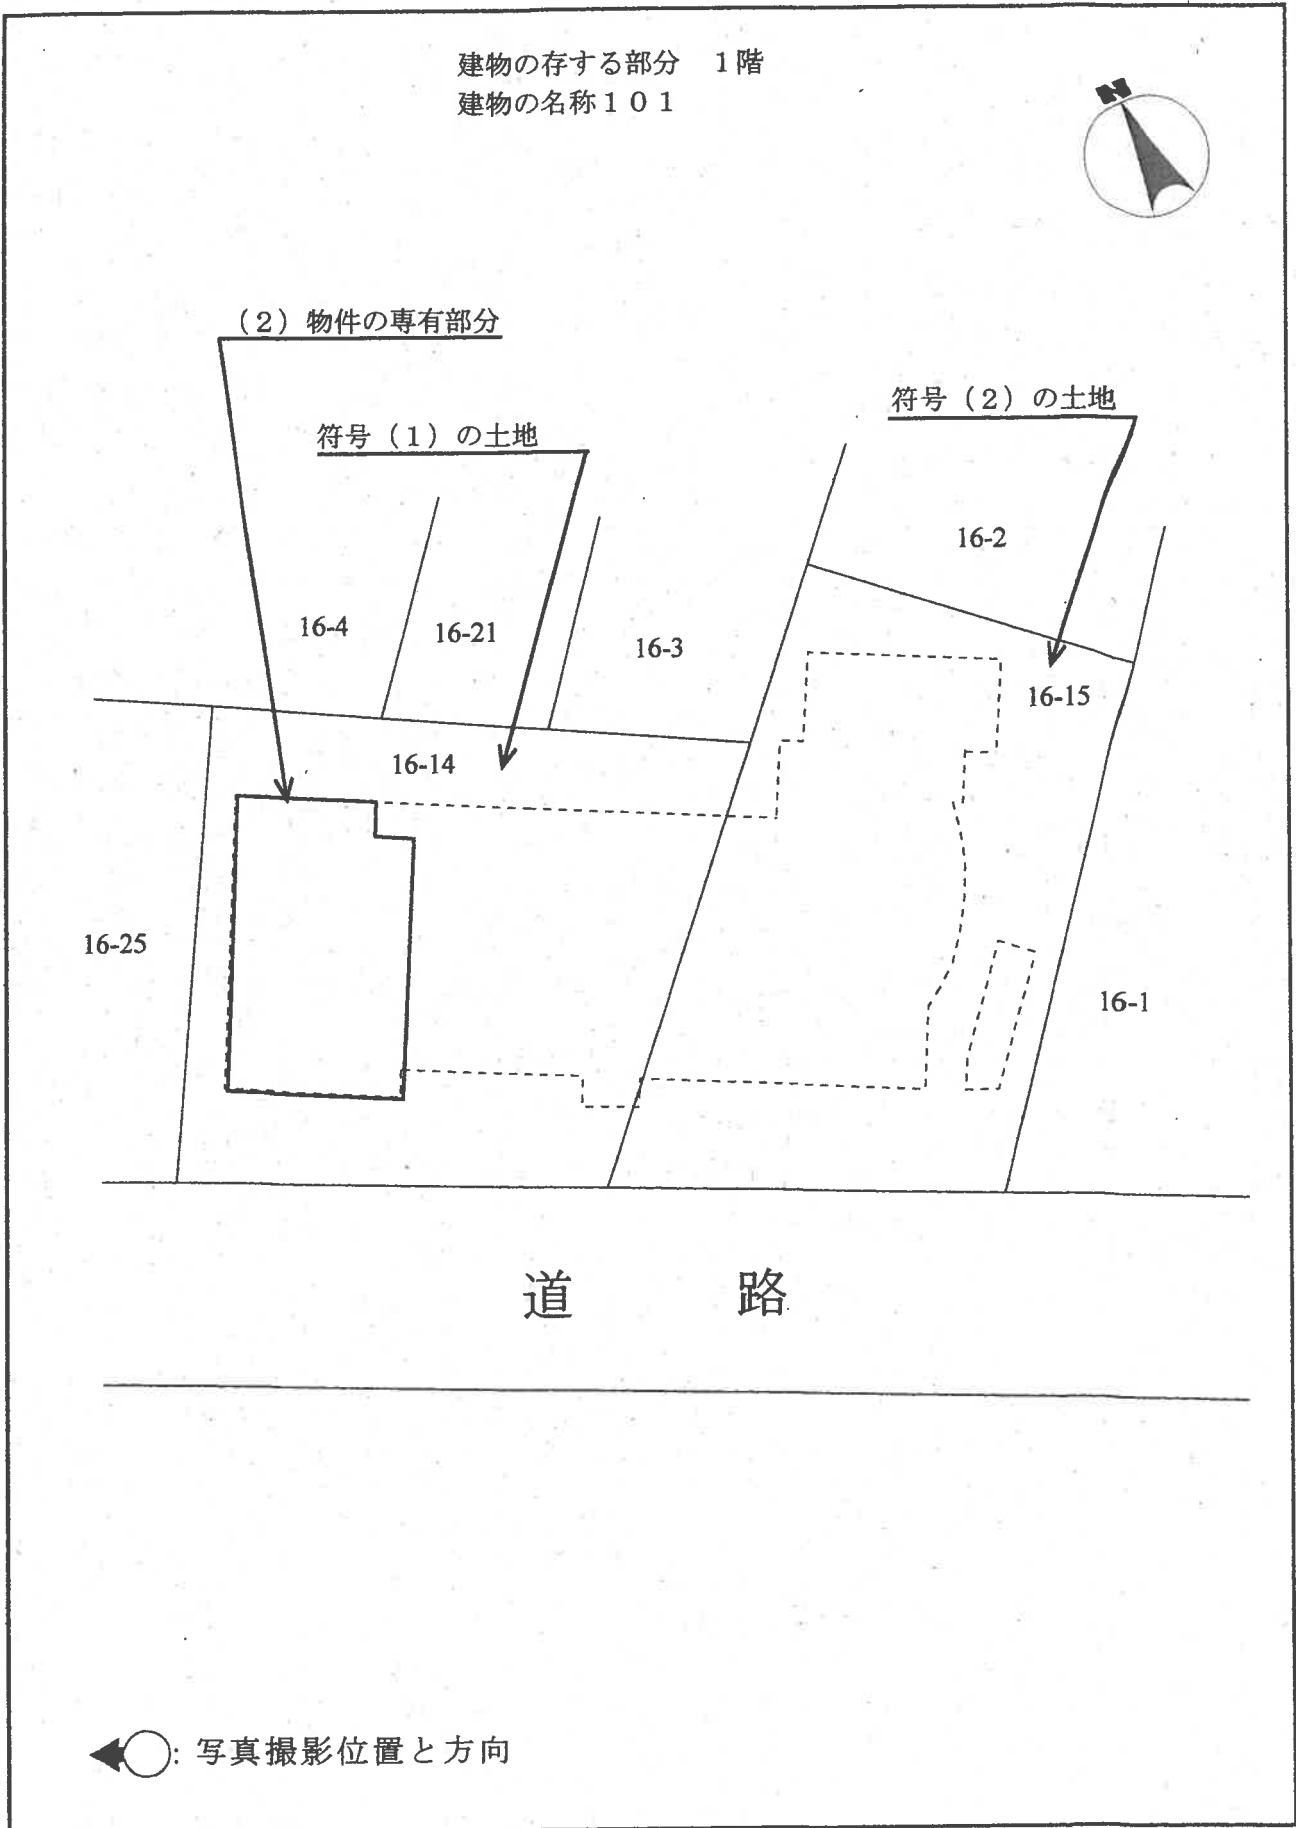 建物の存する部分　1階
建物の名称１０１
N
（２）物件の専有部分
符号（２）の土地
符号（１）の土地
16-2
16-4
16-21
16-3
16-15
16-14
16-25
16-1
道　路
：写真撮影位置と方向